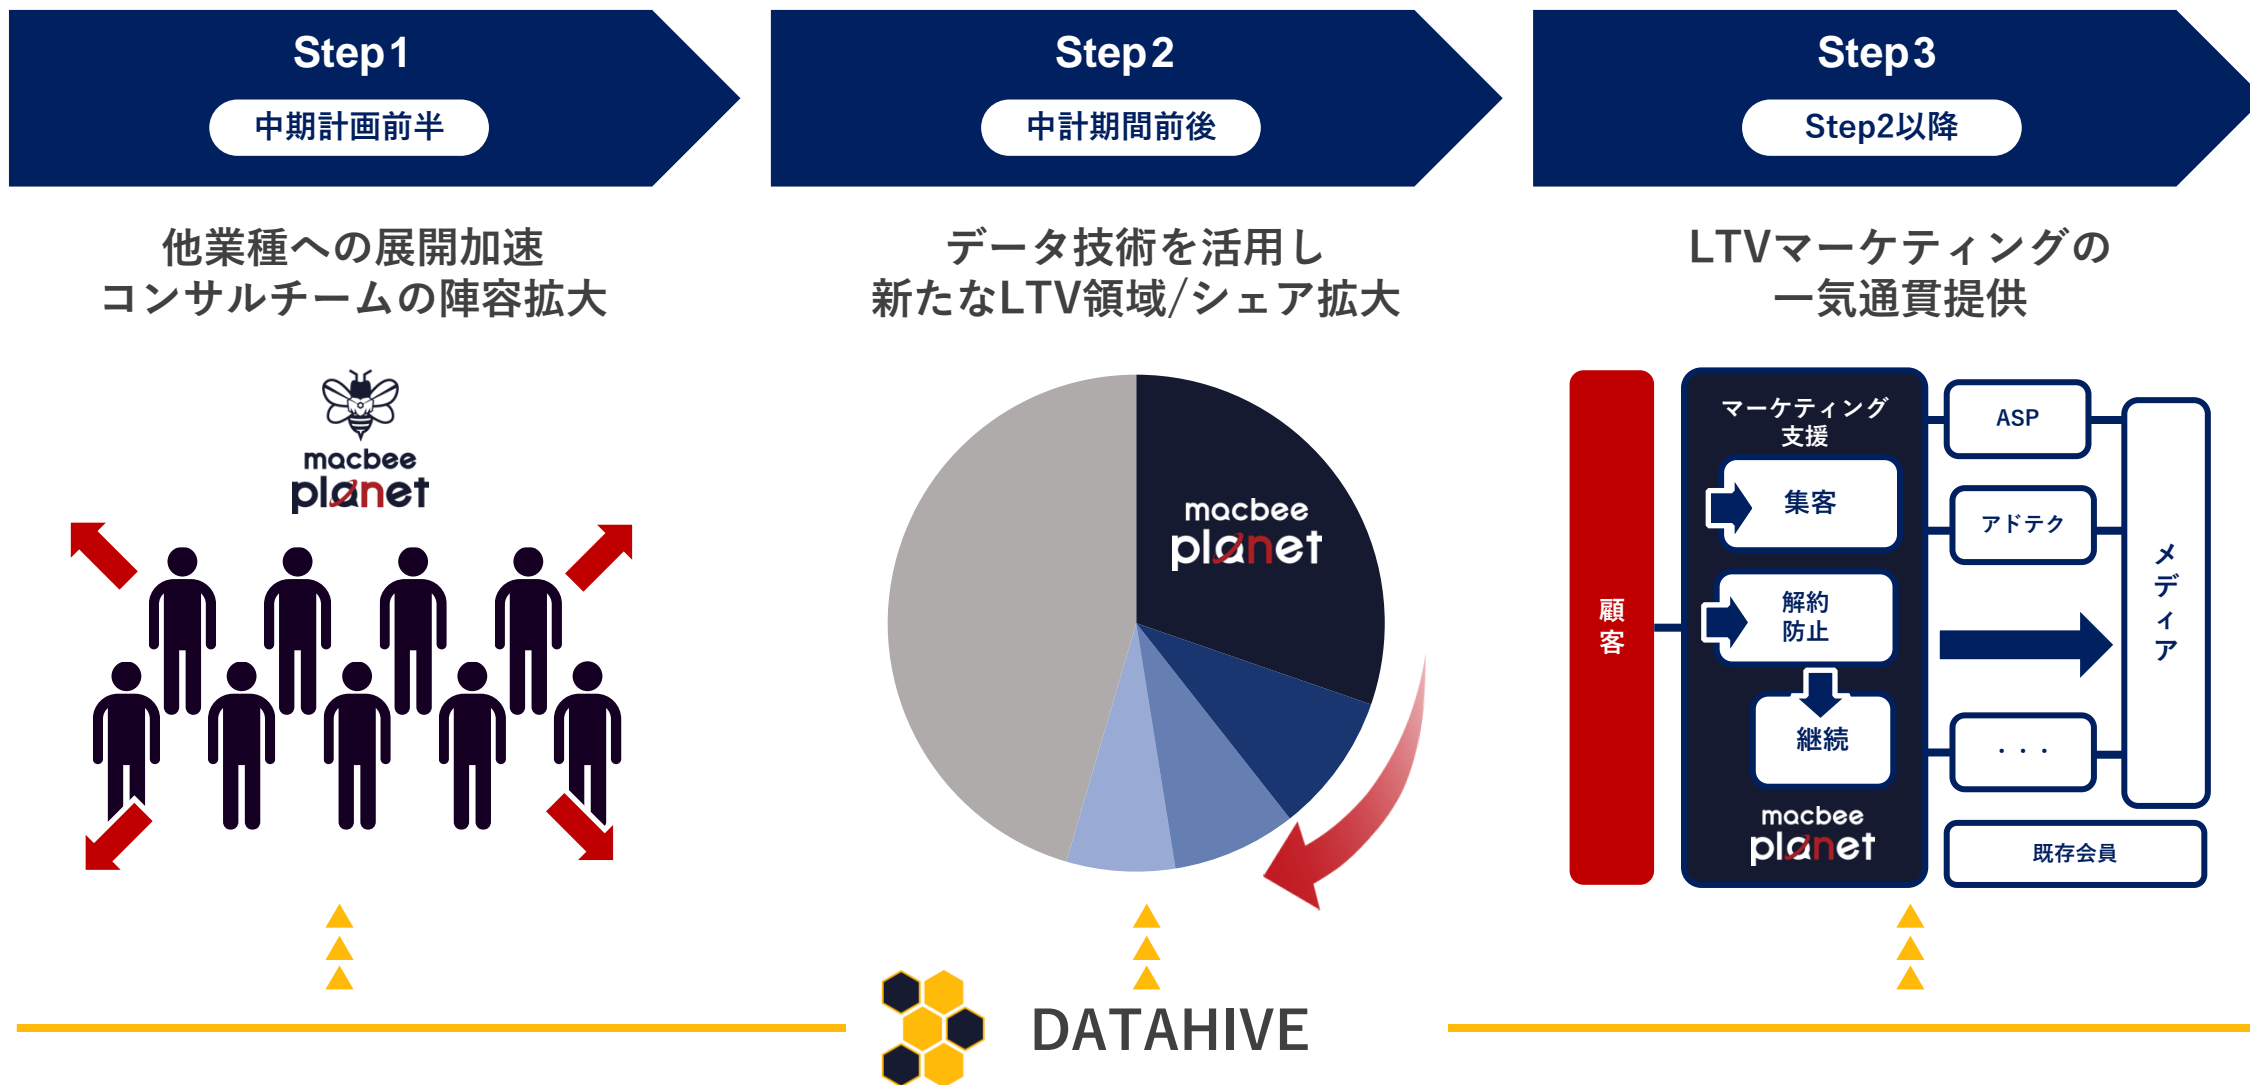 Step1
中期計画前半
Step2
中計期間前後
Step3
Step2以降
他業種への展開加速
コンサルチームの陣容拡大
データ技術を活用し
新たなLTV領域/シェア拡大
LTVマーケティングの
一気通貫提供
macbee
planet
macbee
planet
顧客
マーケティング
支援
集客
解約
防止
継続
macbee
planet
ASP
アドテク
・・・
メディア
既存会員
DATAHIVE